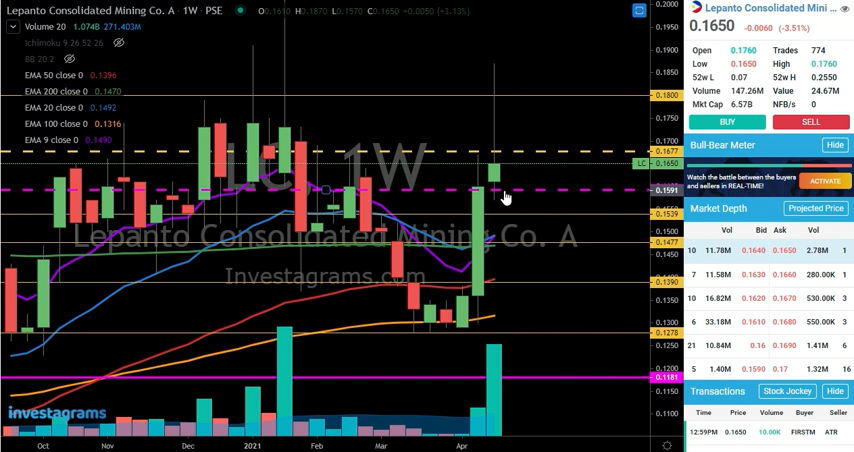 Lepanto Consolidated Mining Co. A · 1W · PSE O0.1610 H0.1870 L0.1570 C0.1650 +0.0050 (+3.13%)
Volume 20 1.074B 271.403M
Ichimoku 9 26 52 26
BB 20 2
EMA 50 close 0 0.1396
EMA 200 close 0 0.1470
EMA 20 close 0 0.1492
EMA 100 close 0 0.1316
EMA 9 close 0 0.1490
LC, 1W
Lepanto Consolidated Mining Co. A
Investagrams.com
investagrams
0.2000
0.1950
0.1900
0.1850
0.1800
0.1750
0.1700
0.1677
LC 0.1650
0.1591
0.1550
0.1539
0.1477
0.1450
0.1390
0.1350
0.1278
0.1250
0.1181
0.1150
0.1100
Oct Nov Dec 2021 Feb Mar Apr
Lepanto Consolidated Mini ...
0.1650 -0.0060 (-3.51%)
Open 0.1760 Trades 774
Low 0.1650 High 0.1760
52w L 0.07 52w H 0.2550
Volume 147.26M Value 24.67M
Mkt Cap 6.57B NFB/s 0
BUY SELL
Bull-Bear Meter Hide
Watch the battle between the buyers and sellers in REAL-TIME! ACTIVATE
Market Depth Projected Price
Vol Bid Ask Vol
10 11.78M 0.1640 0.1650 2.78M 1
7 11.58M 0.1630 0.1660 280.00K 1
10 16.82M 0.1620 0.1670 530.00K 3
6 33.18M 0.1610 0.1680 550.00K 3
21 10.84M 0.16 0.1690 1.41M 6
5 1.40M 0.1590 0.17 1.32M 16
Transactions Stock Jockey Hide
Time Price Volume Buyer Seller
12:59PM 0.1650 10.00K FIRSTM ATR